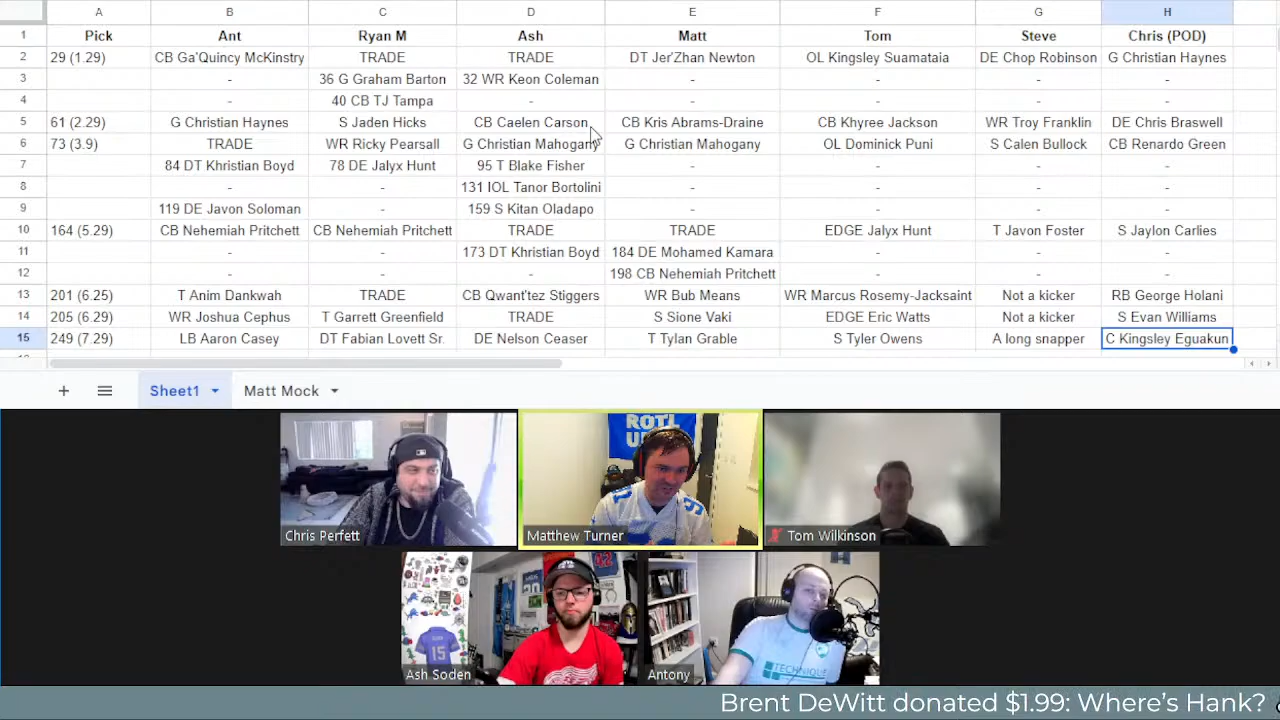 A B C D E F G H
1 Pick Ant Ryan M Ash Matt Tom Steve Chris (POD)
2 29 (1.29) CB Ga'Quincy McKinstry TRADE TRADE DT Jer'Zhan Newton OL Kingsley Suamataia DE Chop Robinson G Christian Haynes
3 - 36 G Graham Barton 32 WR Keon Coleman - - - -
4 - 40 CB TJ Tampa - - - - -
5 61 (2.29) G Christian Haynes S Jaden Hicks CB Caelen Carson CB Kris Abrams-Draine CB Khyree Jackson WR Troy Franklin DE Chris Braswell
6 73 (3.9) TRADE WR Ricky Pearsall G Christian Mahogany G Christian Mahogany OL Dominick Puni S Calen Bullock CB Renardo Green
7 84 DT Khristian Boyd 78 DE Jalyx Hunt 95 T Blake Fisher - - - -
8 - - 131 IOL Tanor Bortolini - - - -
9 119 DE Javon Soloman - 159 S Kitan Oladapo - - - -
10 164 (5.29) CB Nehemiah Pritchett CB Nehemiah Pritchett TRADE TRADE EDGE Jalyx Hunt T Javon Foster S Jaylon Carlies
11 - - 173 DT Khristian Boyd 184 DE Mohamed Kamara - - -
12 - - - 198 CB Nehemiah Pritchett - - -
13 201 (6.25) T Anim Dankwah TRADE CB Qwant'tez Stiggers WR Bub Means WR Marcus Rosemy-Jacksaint Not a kicker RB George Holani
14 205 (6.29) WR Joshua Cephus T Garrett Greenfield TRADE S Sione Vaki EDGE Eric Watts Not a kicker S Evan Williams
15 249 (7.29) LB Aaron Casey DT Fabian Lovett Sr. DE Nelson Ceaser T Tylan Grable S Tyler Owens A long snapper C Kingsley Eguakun
Sheet1 Matt Mock
ROTL
Chris Perfett Matthew Turner Tom Wilkinson
15
TECHNIQUE
Ash Soden Antony
Brent DeWitt donated $1.99: Where's Hank?